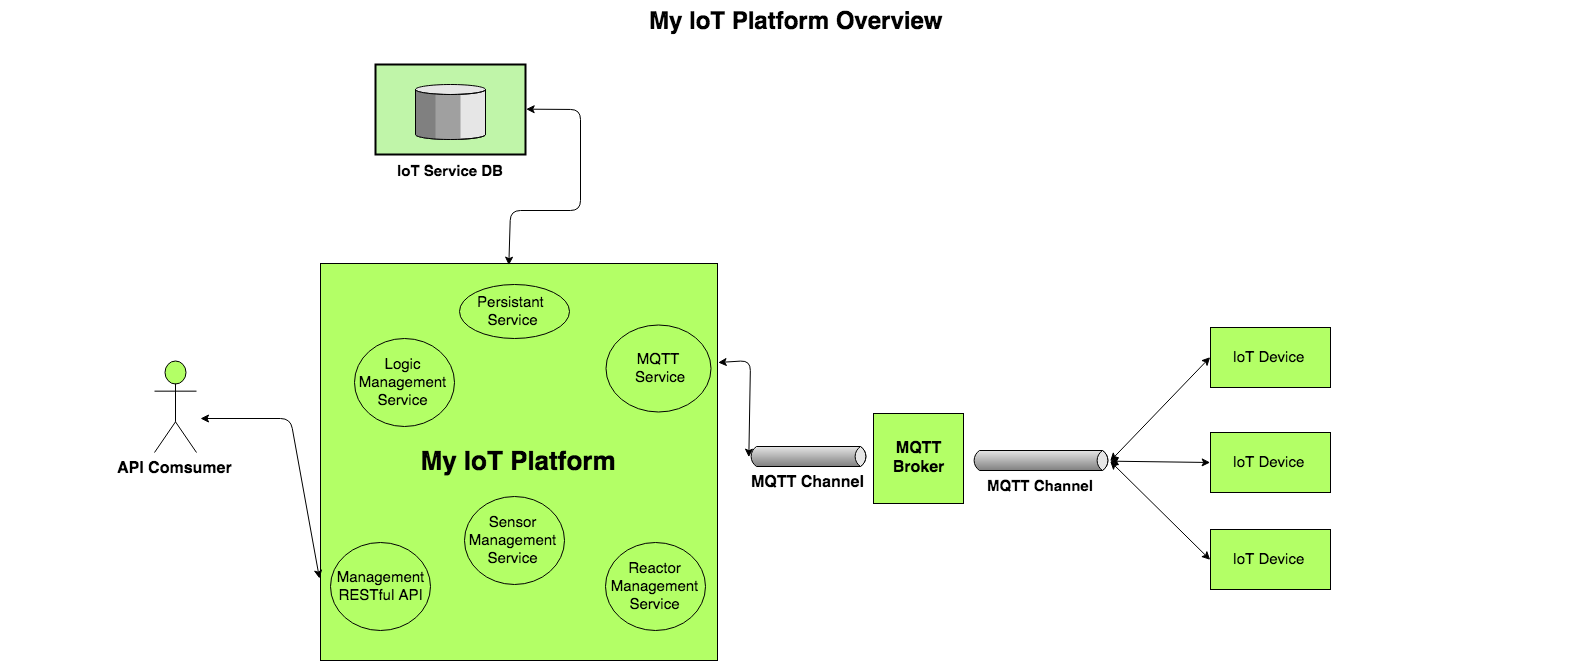 My IoT Platform Overview
IoT Service DB
Persistant
Service
Logic
Management
Service
MQTT
Service
My IoT Platform
Sensor
Management
Service
Management
RESTful API
Reactor
Management
Service
API Comsumer
MQTT Channel
MQTT
Broker
MQTT Channel
IoT Device
IoT Device
IoT Device